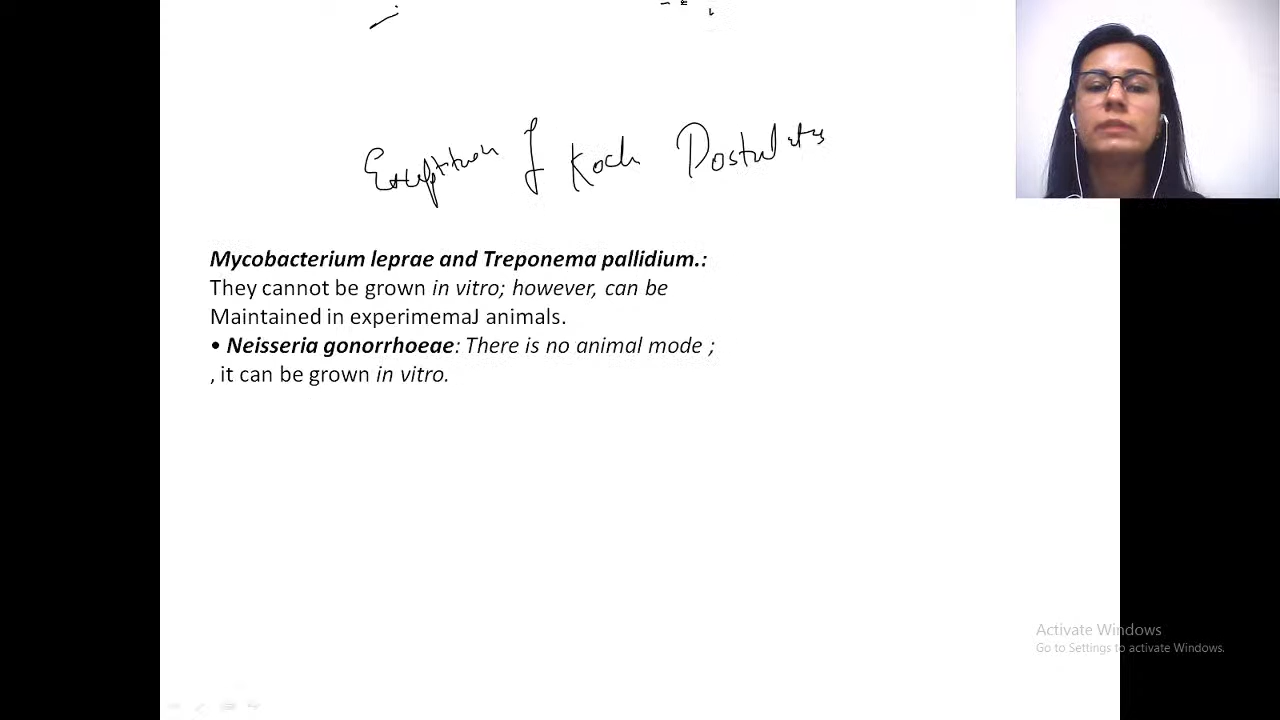 Exception of Koch Postulates
Mycobacterium leprae and Treponema pallidium.:
They cannot be grown in vitro; however, can be
Maintained in experimemaJ animals.
• Neisseria gonorrhoeae: There is no animal mode ;
, it can be grown in vitro.
Activate Windows
Go to Settings to activate Windows.